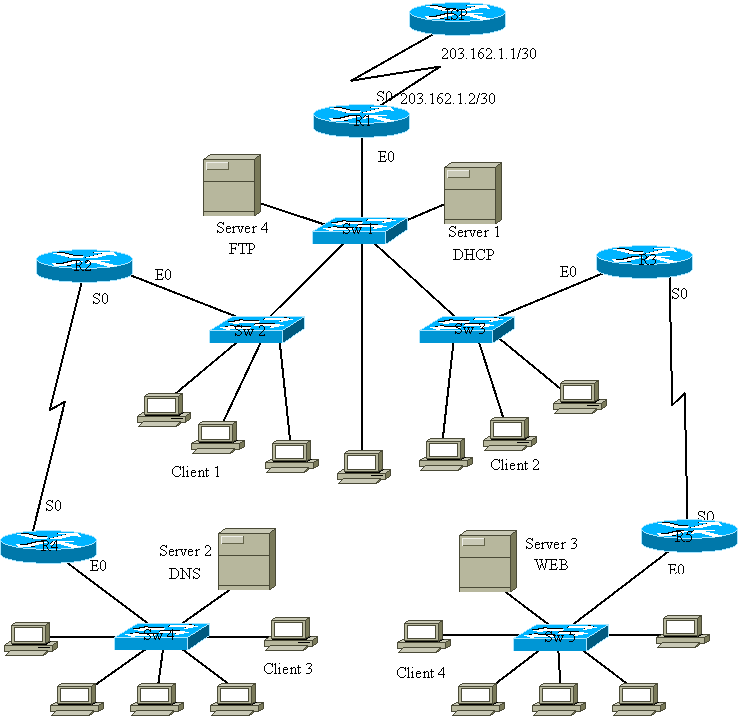 ISP
203.162.1.1/30
S0
203.162.1.2/30
R1
E0
Server 4
FTP
Sw 1
Server 1
DHCP
R2
E0
S0
R3
E0
S0
Sw 2
Sw 3
Client 1
Client 2
S0
S0
R4
E0
Server 2
DNS
Server 3
WEB
R5
E0
Sw 4
Client 3
Sw 5
Client 4